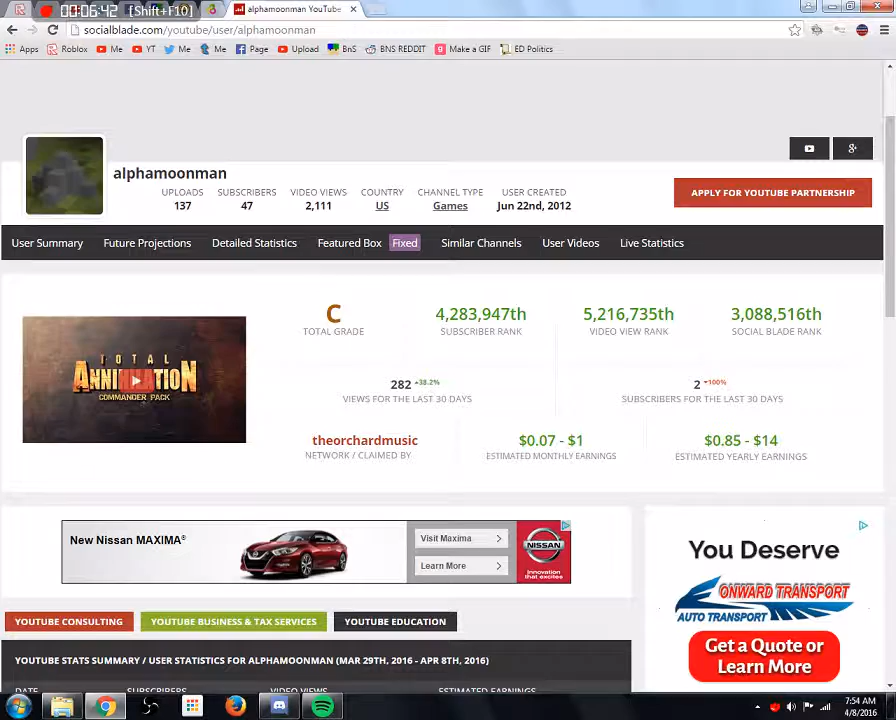 00:06:42 [Shift+F10]
alphamoonman YouTube
socialblade.com/youtube/user/alphamoonman
Apps Roblox Me YT Me Page Upload BnS BNS REDDIT Make a GIF ED Politics
alphamoonman
UPLOADS SUBSCRIBERS VIDEO VIEWS COUNTRY CHANNEL TYPE USER CREATED
137 47 2,111 US Games Jun 22nd, 2012
APPLY FOR YOUTUBE PARTNERSHIP
User Summary Future Projections Detailed Statistics Featured Box Fixed Similar Channels User Videos Live Statistics
C 4,283,947th 5,216,735th 3,088,516th
TOTAL GRADE SUBSCRIBER RANK VIDEO VIEW RANK SOCIAL BLADE RANK
TOTAL
ANNIHILATION
COMMANDER PACK
282 38.2% 2 100%
VIEWS FOR THE LAST 30 DAYS SUBSCRIBERS FOR THE LAST 30 DAYS
theorchardmusic $0.07 - $1 $0.85 - $14
NETWORK / CLAIMED BY ESTIMATED MONTHLY EARNINGS ESTIMATED YEARLY EARNINGS
New Nissan MAXIMA®
Visit Maxima
Learn More
NISSAN
Innovation
that excites
You Deserve
ONWARD TRANSPORT
AUTO TRANSPORT
Get a Quote or
Learn More
YOUTUBE CONSULTING YOUTUBE BUSINESS & TAX SERVICES YOUTUBE EDUCATION
YOUTUBE STATS SUMMARY / USER STATISTICS FOR ALPHAMOONMAN (MAR 29TH, 2016 - APR 8TH, 2016)
DATE SUBSCRIBERS VIDEO VIEWS ESTIMATED EARNINGS
7:54 AM
4/8/2016